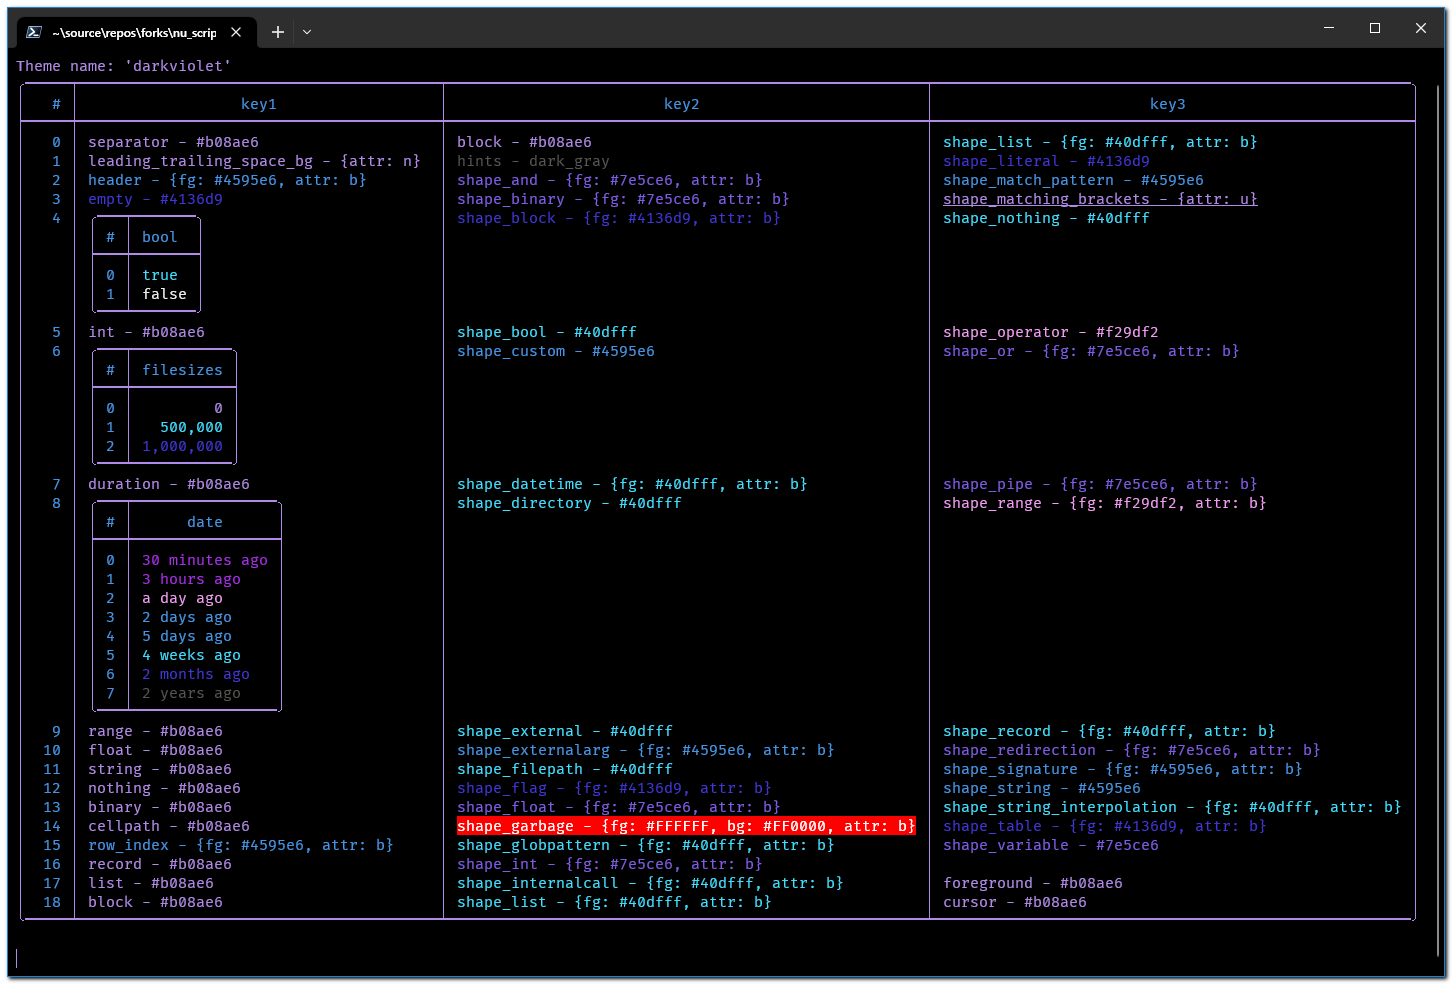 ~\source\repos\forks\nu_scrip
Theme name: 'darkviolet'
# key1 key2 key3
0 separator - #b08ae6 block - #b08ae6 shape_list - {fg: #40dfff, attr: b}
1 leading_trailing_space_bg - {attr: n} hints - dark_gray shape_literal - #4136d9
2 header - {fg: #4595e6, attr: b} shape_and - {fg: #7e5ce6, attr: b} shape_match_pattern - #4595e6
3 empty - #4136d9 shape_binary - {fg: #7e5ce6, attr: b} shape_matching_brackets - {attr: u}
4 shape_block - {fg: #4136d9, attr: b} shape_nothing - #40dfff
# bool
0 true
1 false
5 int - #b08ae6 shape_bool - #40dfff shape_operator - #f29df2
6 shape_custom - #4595e6 shape_or - {fg: #7e5ce6, attr: b}
# filesizes
0 0
1 500,000
2 1,000,000
7 duration - #b08ae6 shape_datetime - {fg: #40dfff, attr: b} shape_pipe - {fg: #7e5ce6, attr: b}
8 shape_directory - #40dfff shape_range - {fg: #f29df2, attr: b}
# date
0 30 minutes ago
1 3 hours ago
2 a day ago
3 2 days ago
4 5 days ago
5 4 weeks ago
6 2 months ago
7 2 years ago
9 range - #b08ae6 shape_external - #40dfff shape_record - {fg: #40dfff, attr: b}
10 float - #b08ae6 shape_externalarg - {fg: #4595e6, attr: b} shape_redirection - {fg: #7e5ce6, attr: b}
11 string - #b08ae6 shape_filepath - #40dfff shape_signature - {fg: #4595e6, attr: b}
12 nothing - #b08ae6 shape_flag - {fg: #4136d9, attr: b} shape_string - #4595e6
13 binary - #b08ae6 shape_float - {fg: #7e5ce6, attr: b} shape_string_interpolation - {fg: #40dfff, attr: b}
14 cellpath - #b08ae6 shape_garbage - {fg: #FFFFFF, bg: #FF0000, attr: b} shape_table - {fg: #4136d9, attr: b}
15 row_index - {fg: #4595e6, attr: b} shape_globpattern - {fg: #40dfff, attr: b} shape_variable - #7e5ce6
16 record - #b08ae6 shape_int - {fg: #7e5ce6, attr: b}
17 list - #b08ae6 shape_internalcall - {fg: #40dfff, attr: b} foreground - #b08ae6
18 block - #b08ae6 shape_list - {fg: #40dfff, attr: b} cursor - #b08ae6